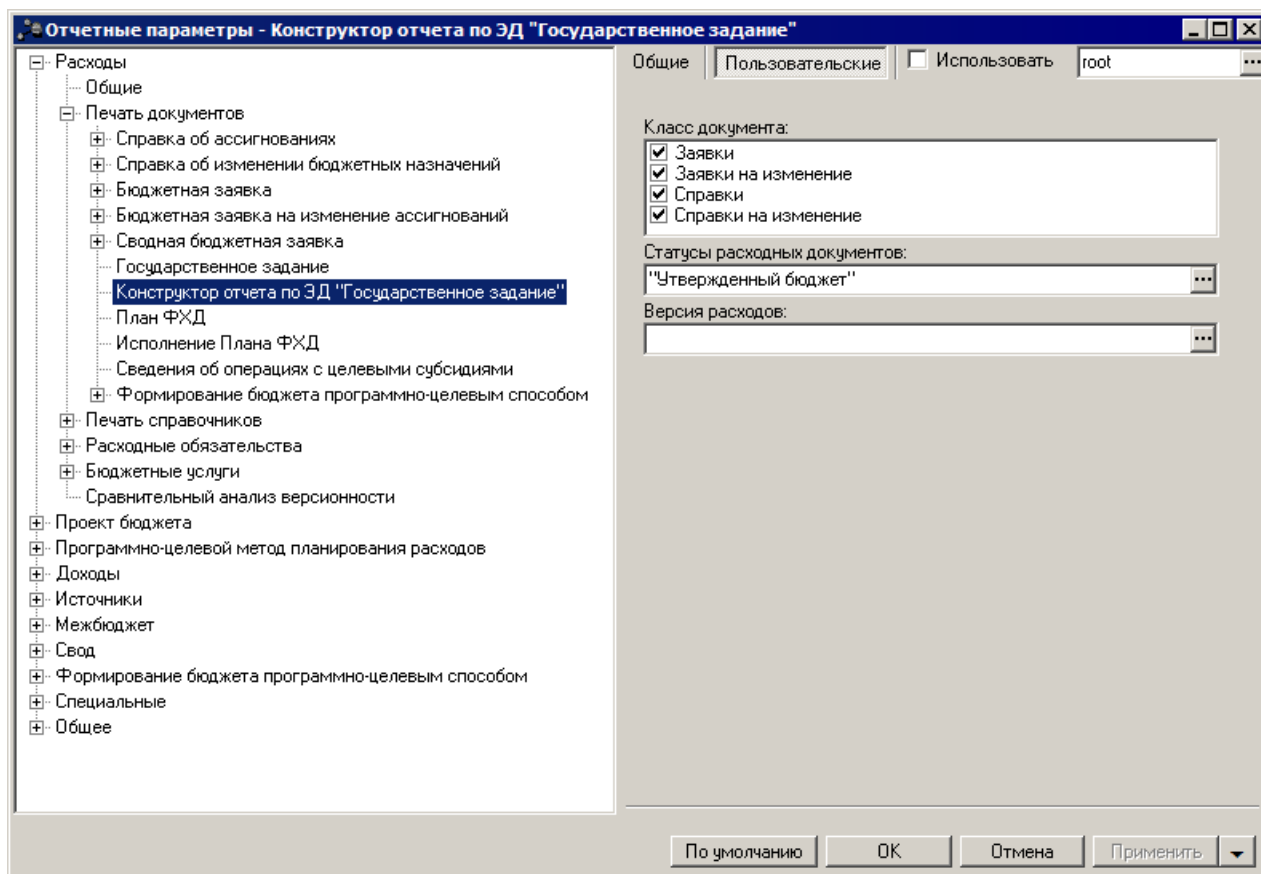 Отчетные параметры - Конструктор отчета по ЭД "Государственное задание"
Расходы
Общие
Печать документов
Справка об ассигнованиях
Справка об изменении бюджетных назначений
Бюджетная заявка
Бюджетная заявка на изменение ассигнований
Сводная бюджетная заявка
Государственное задание
Конструктор отчета по ЭД "Государственное задание"
План ФХД
Исполнение Плана ФХД
Сведения об операциях с целевыми субсидиями
Формирование бюджета программно-целевым способом
Печать справочников
Расходные обязательства
Бюджетные услуги
Сравнительный анализ версионности
Проект бюджета
Программно-целевой метод планирования расходов
Доходы
Источники
Межбюджет
Свод
Формирование бюджета программно-целевым способом
Специальные
Общее
Общие Пользовательские Использовать root ...
Класс документа:
Заявки
Заявки на изменение
Справки
Справки на изменение
Статусы расходных документов:
"Утвержденный бюджет" ...
Версия расходов:
...
По умолчанию OK Отмена Применить